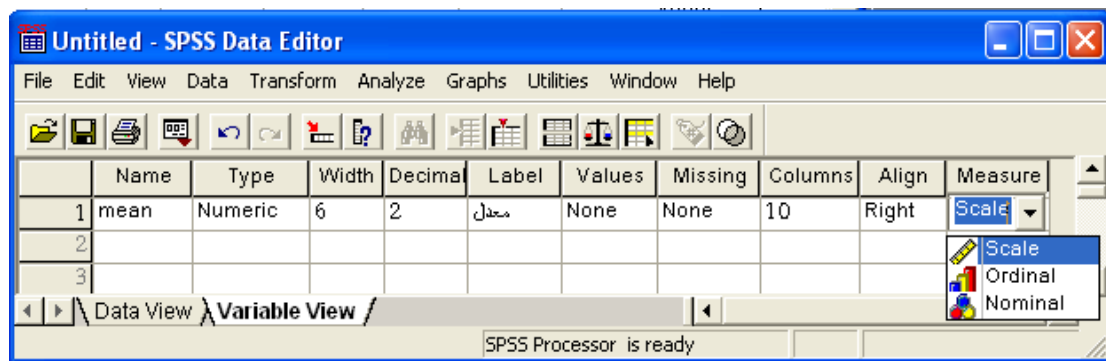 Untitled - SPSS Data Editor
File Edit View Data Transform Analyze Graphs Utilities Window Help
Name Type Width Decimal Label Values Missing Columns Align Measure
1 mean Numeric 6 2 معدل None None 10 Right Scale
2
Scale
3
Ordinal
Nominal
Data View Variable View
SPSS Processor is ready